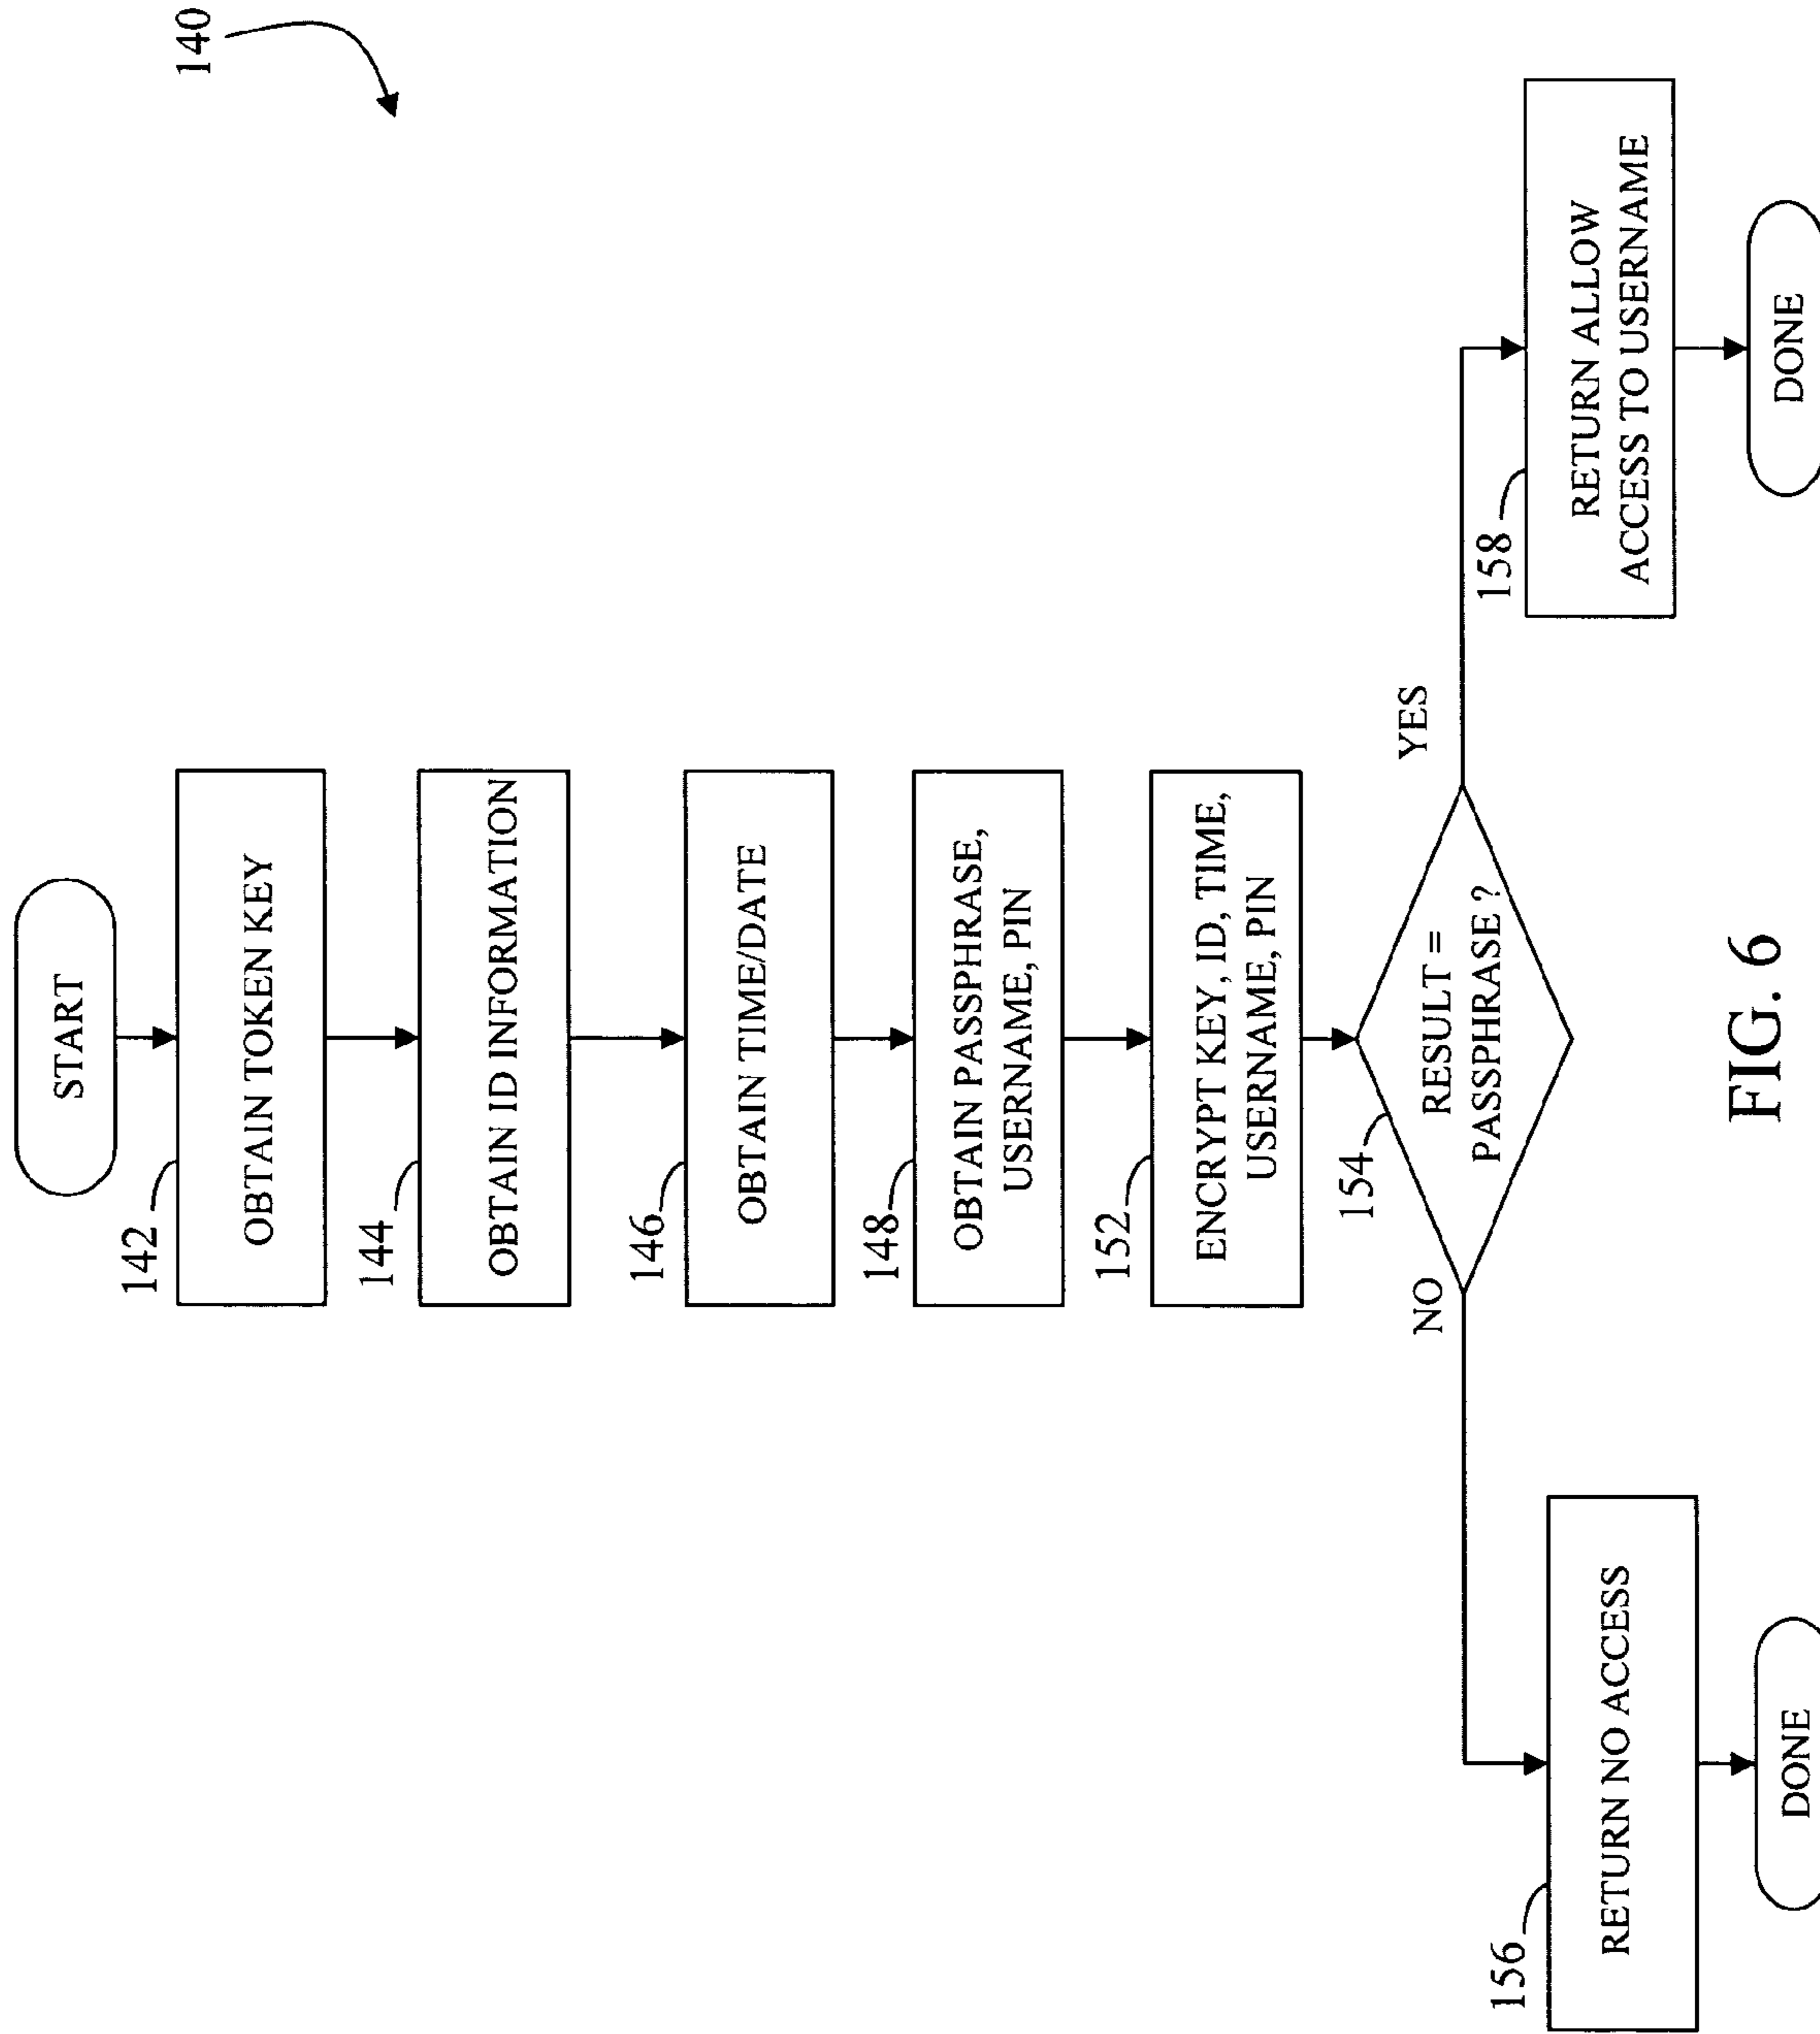 140
START
142
OBTAIN TOKEN KEY
144
OBTAIN ID INFORMATION
146
OBTAIN TIME/DATE
148
OBTAIN PASSPHRASE,
USERNAME, PIN
152
ENCRYPT KEY, ID, TIME,
USERNAME, PIN
154
RESULT =
PASSPHRASE ?
NO
YES
156
RETURN NO ACCESS
DONE
158
RETURN ALLOW
ACCESS TO USERNAME
DONE
FIG. 6